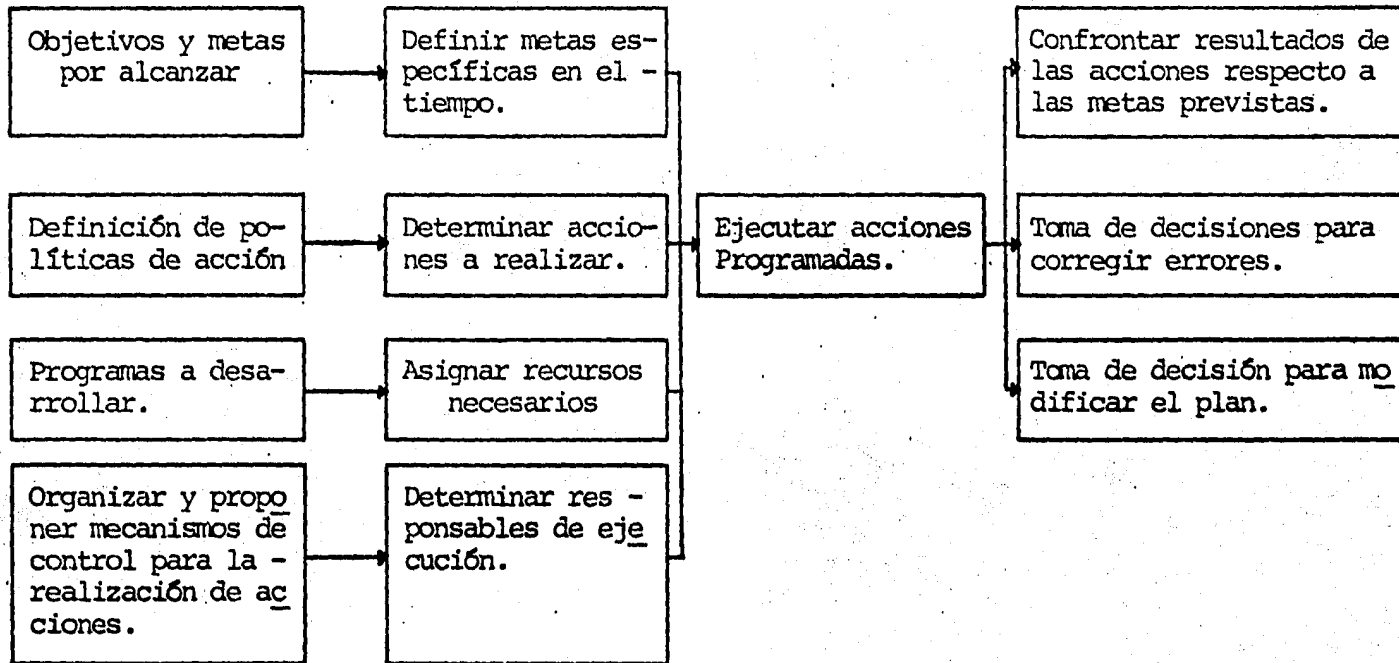 Objetivos y metas
por alcanzar
Definir metas es-
pecíficas en el -
tiempo.
Confrontar resultados de
las acciones respecto a
las metas previstas.
Definición de po-
líticas de acción
Determinar accio-
nes a realizar.
Ejecutar acciones
Programadas.
Toma de decisiones para
corregir errores.
Programas a desa-
rrollar.
Asignar recursos
necesarios
Toma de decisión para mo
dificar el plan.
Organizar y propo
ner mecanismos de
control para la -
realización de ac
ciones.
Determinar res -
ponsables de eje
cución.